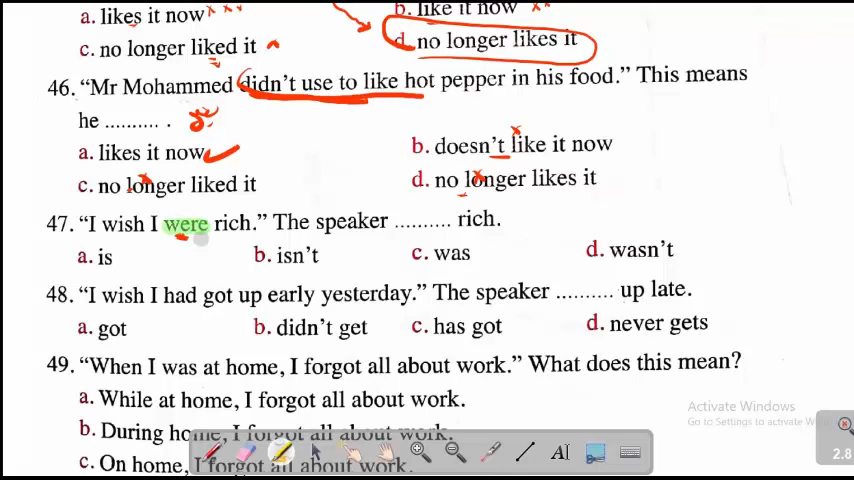 a. likes it now
b. like it now
c. no longer liked it
d. no longer likes it
46. "Mr Mohammed didn't use to like hot pepper in his food." This means
he .......... .
a. likes it now
b. doesn't like it now
c. no longer liked it
d. no longer likes it
47. "I wish I were rich." The speaker .......... rich.
a. is
b. isn't
c. was
d. wasn't
48. "I wish I had got up early yesterday." The speaker .......... up late.
a. got
b. didn't get
c. has got
d. never gets
49. "When I was at home, I forgot all about work." What does this mean?
a. While at home, I forgot all about work.
b. During home, I forgot all about work.
c. On home, I forgot all about work.
Activate Windows
Go to Settings to activate W
AI
2.8